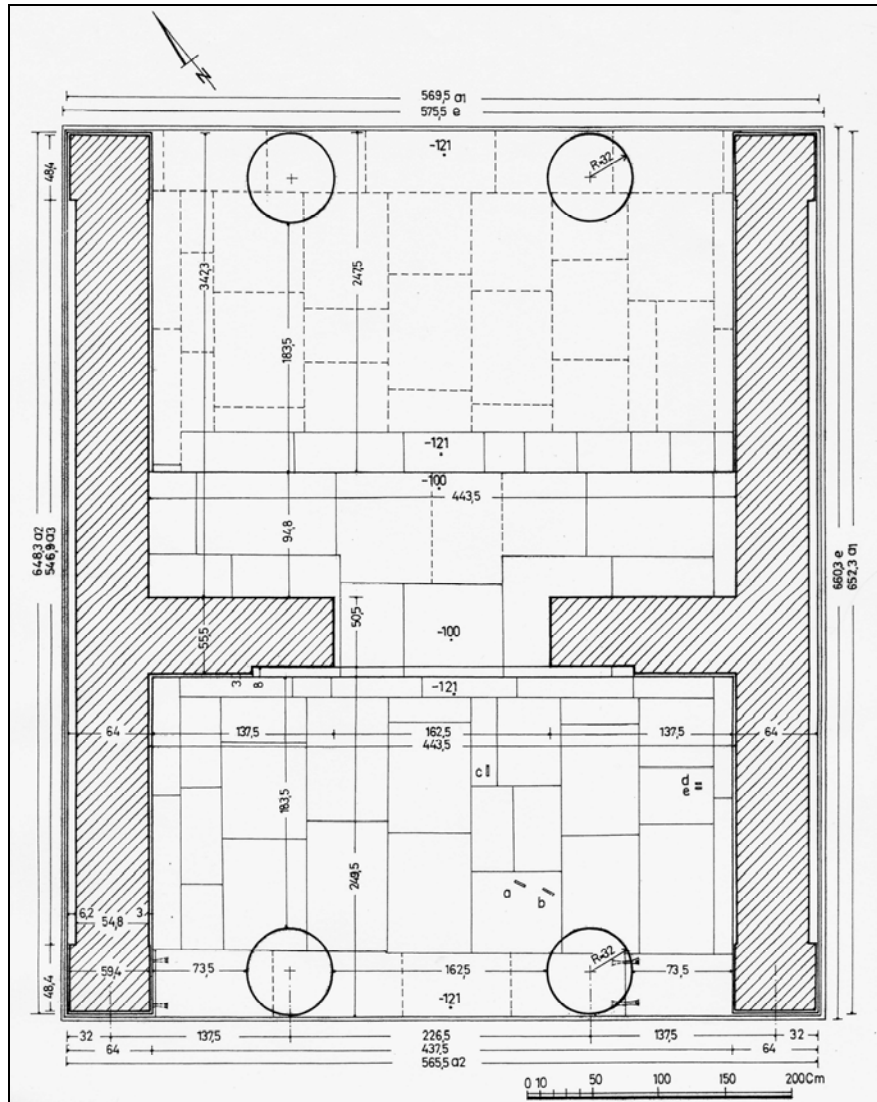 N
569,5 a1
575,5 e
48,4
-121
R=32
342,3
247,5
183,5
-121
-100
443,5
94,8
648,3 a2
546,9 a3
660,3 e
652,3 a1
50,5
-100
55,5
3
8
-121
64
137,5
162,5
137,5
64
443,5
c
d
e
183,5
249,5
a
b
6,2
3
54,8
59,4
73,5
162,5
R=32
73,5
48,4
-121
32
137,5
226,5
137,5
32
64
437,5
64
565,5 a2
0 10
50
100
150
200Cm